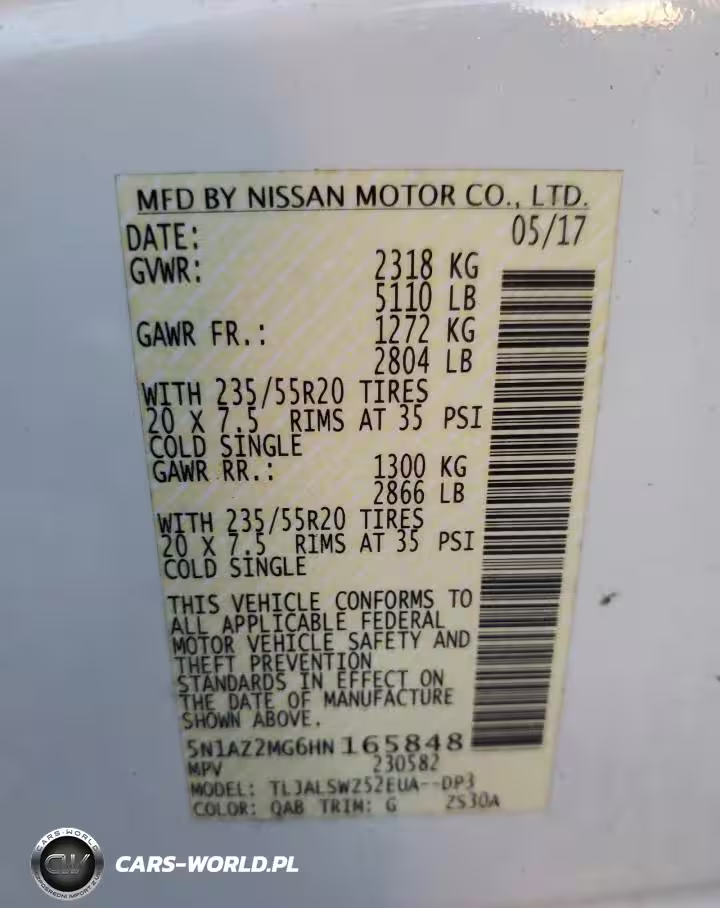 MFD BY NISSAN MOTOR CO., LTD.
DATE: 05/17
GVWR: 2318 KG
5110 LB
GAWR FR.: 1272 KG
2804 LB
WITH 235/55R20 TIRES
20 X 7.5 RIMS AT 35 PSI
COLD SINGLE
GAWR RR.: 1300 KG
2866 LB
WITH 235/55R20 TIRES
20 X 7.5 RIMS AT 35 PSI
COLD SINGLE
THIS VEHICLE CONFORMS TO
ALL APPLICABLE FEDERAL
MOTOR VEHICLE SAFETY AND
THEFT PREVENTION
STANDARDS IN EFFECT ON
THE DATE OF MANUFACTURE
SHOWN ABOVE.
5N1AZ2MG6HN 165848
MPV 230582
MODEL: TLJALSWZ52EUA--DP3
COLOR: QAB TRIM: G ZS30A
CARS-WORLD
CW
CARS-WORLD.PL